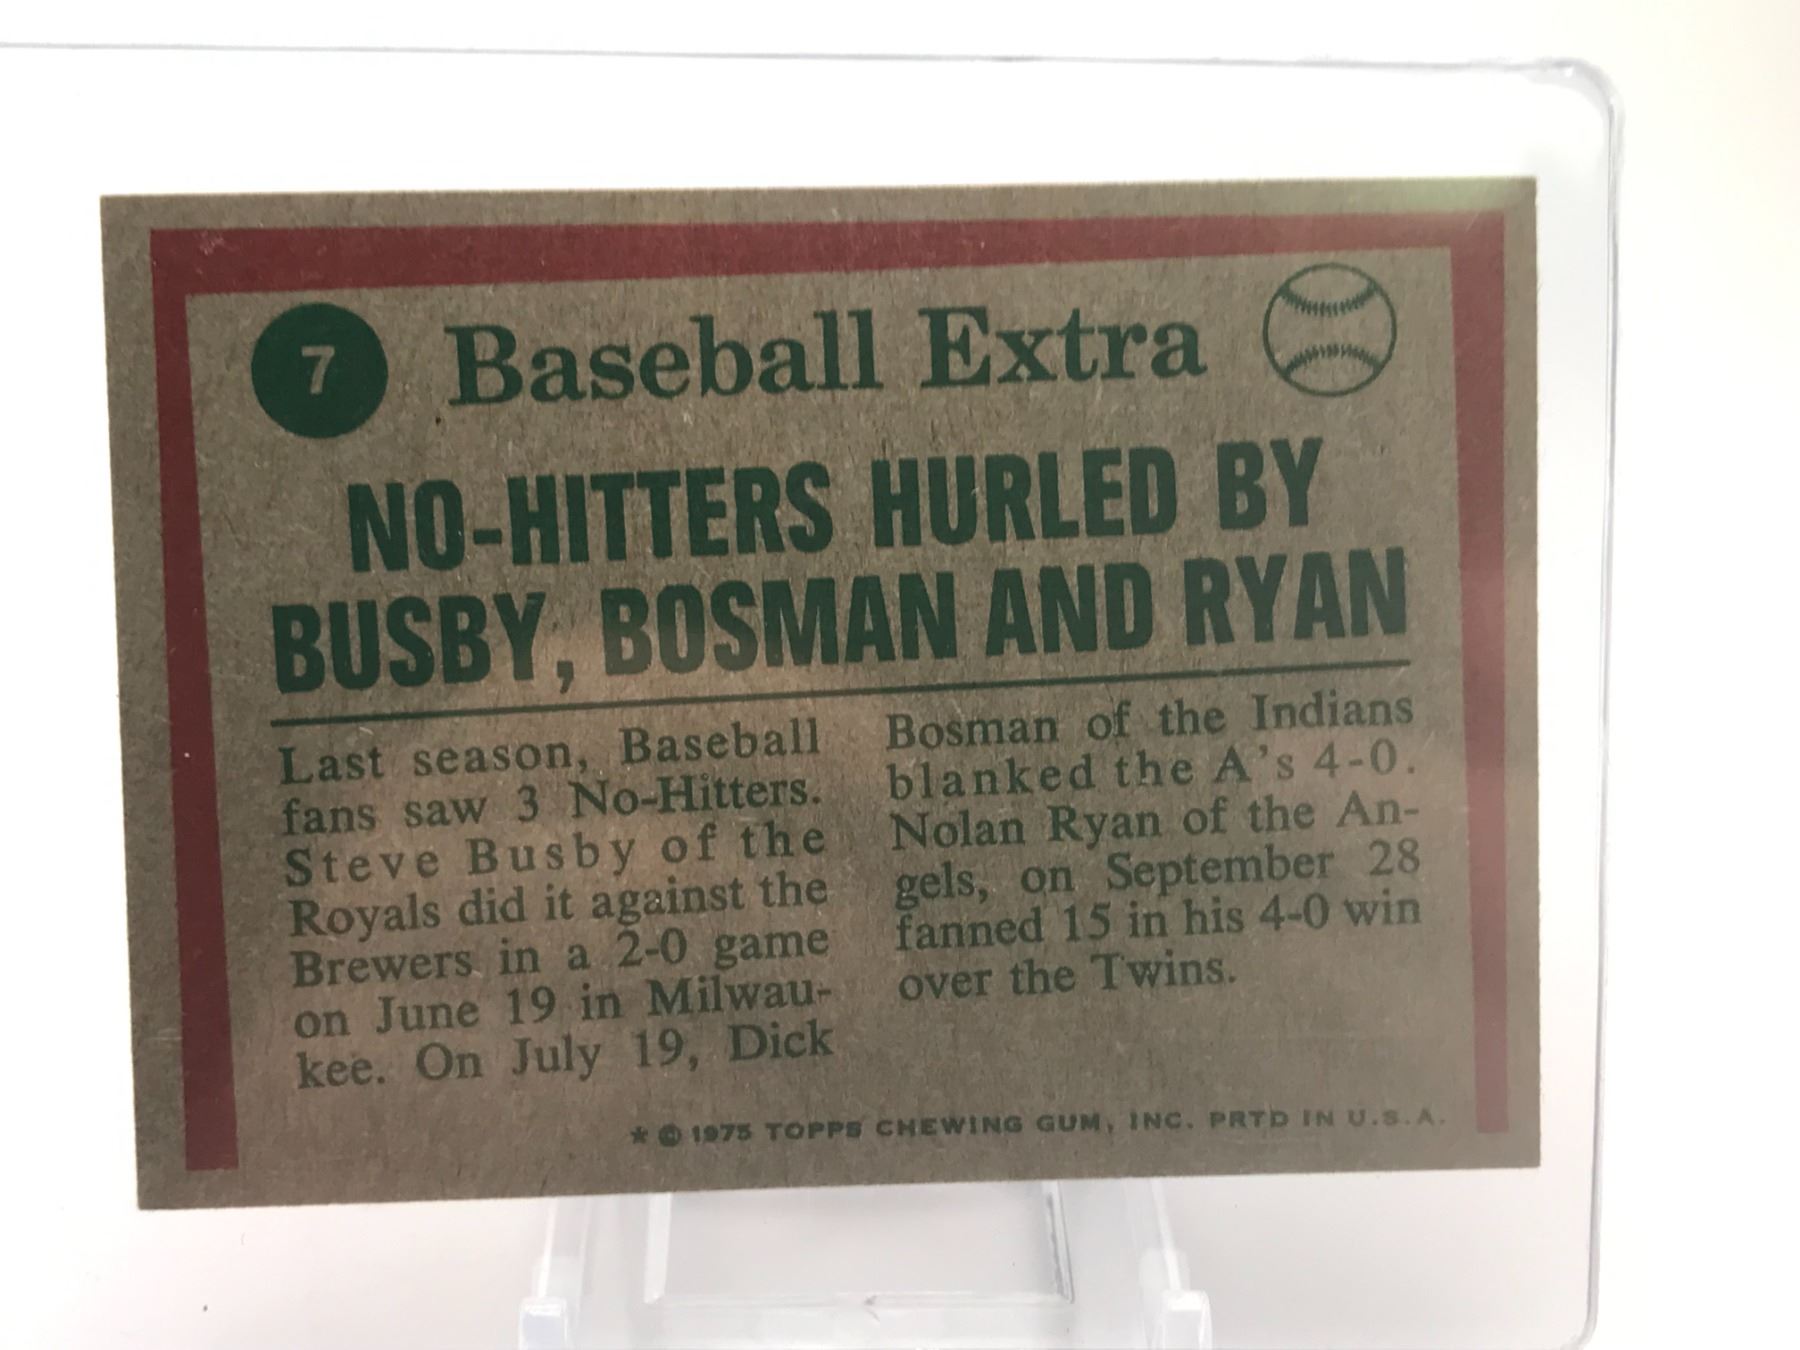 7
Baseball Extra
NO-HITTERS HURLED BY
BUSBY, BOSMAN AND RYAN
Last season, Baseball
fans saw 3 No-Hitters.
Steve Busby of the
Royals did it against the
Brewers in a 2-0 game
on June 19 in Milwau-
kee. On July 19, Dick
Bosman of the Indians
blanked the A's 4-0.
Nolan Ryan of the An-
gels, on September 28
fanned 15 in his 4-0 win
over the Twins.
★ © 1975 TOPPS CHEWING GUM, INC. PRTD IN U.S.A.